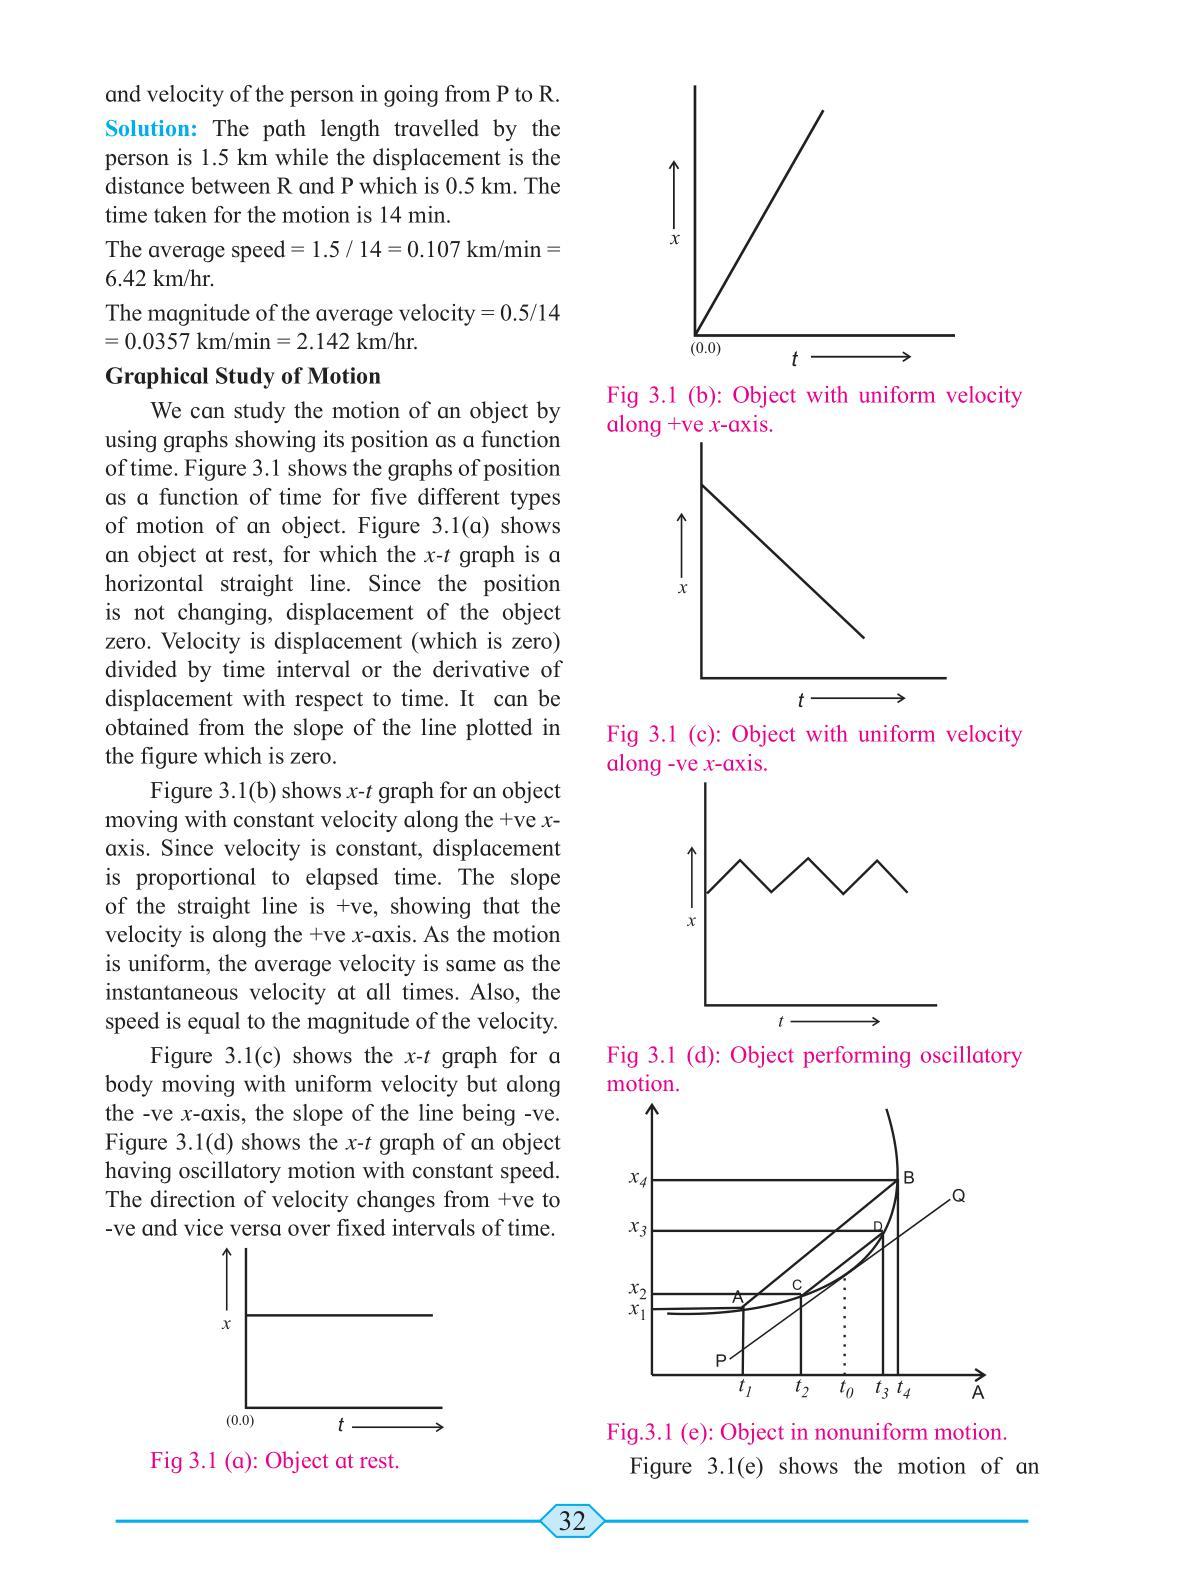 and velocity of the person in going from P to R.
Solution: The path length travelled by the
person is 1.5 km while the displacement is the
distance between R and P which is 0.5 km. The
time taken for the motion is 14 min.
The average speed = 1.5 / 14 = 0.107 km/min =
6.42 km/hr.
The magnitude of the average velocity = 0.5/14
= 0.0357 km/min = 2.142 km/hr.
Graphical Study of Motion
We can study the motion of an object by
using graphs showing its position as a function
of time. Figure 3.1 shows the graphs of position
as a function of time for five different types
of motion of an object. Figure 3.1(a) shows
an object at rest, for which the x-t graph is a
horizontal straight line. Since the position
is not changing, displacement of the object
zero. Velocity is displacement (which is zero)
divided by time interval or the derivative of
displacement with respect to time. It can be
obtained from the slope of the line plotted in
the figure which is zero.
Figure 3.1(b) shows x-t graph for an object
moving with constant velocity along the +ve x-
axis. Since velocity is constant, displacement
is proportional to elapsed time. The slope
of the straight line is +ve, showing that the
velocity is along the +ve x-axis. As the motion
is uniform, the average velocity is same as the
instantaneous velocity at all times. Also, the
speed is equal to the magnitude of the velocity.
Figure 3.1(c) shows the x-t graph for a
body moving with uniform velocity but along
the -ve x-axis, the slope of the line being -ve.
Figure 3.1(d) shows the x-t graph of an object
having oscillatory motion with constant speed.
The direction of velocity changes from +ve to
-ve and vice versa over fixed intervals of time.
x
(0.0)
t
Fig 3.1 (a): Object at rest.
x
(0.0)
t
Fig 3.1 (b): Object with uniform velocity
along +ve x-axis.
x
t
Fig 3.1 (c): Object with uniform velocity
along -ve x-axis.
x
t
Fig 3.1 (d): Object performing oscillatory
motion.
x4
B
Q
x3
D
x2
C
x1
A
P
t1 t2 t0 t3 t4
A
Fig.3.1 (e): Object in nonuniform motion.
Figure 3.1(e) shows the motion of an
32